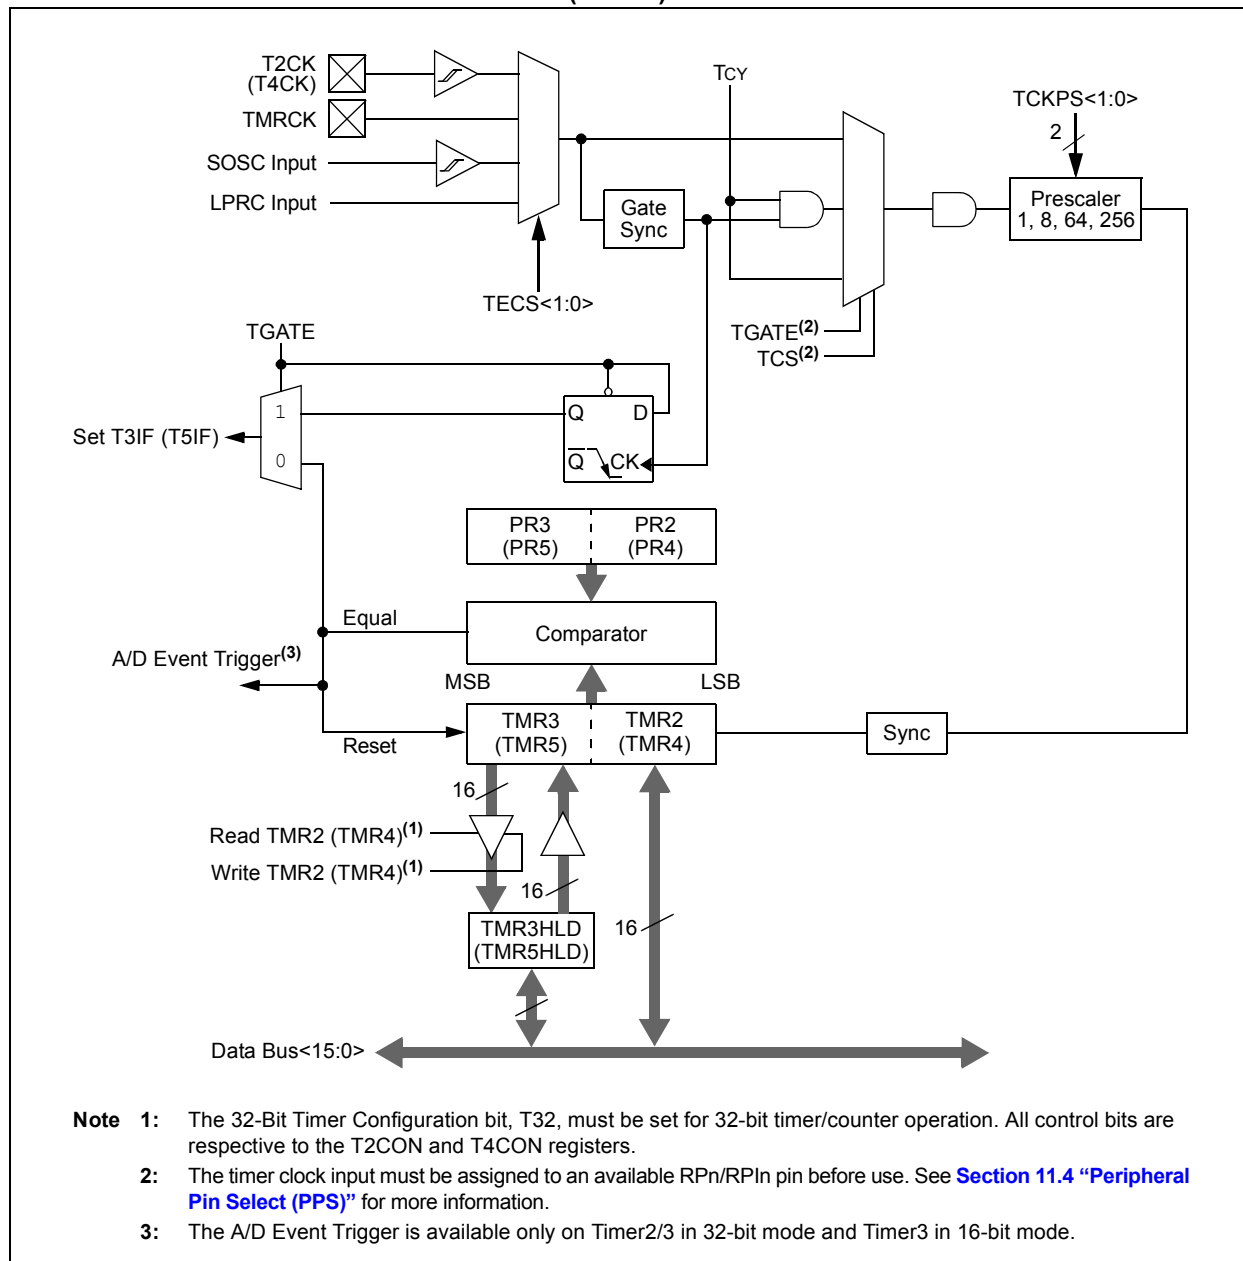 T2CK
(T4CK)
TMRCK
SOSC Input
LPRC Input
TECS<1:0>
Gate
Sync
TCY
TCKPS<1:0>
2
Prescaler
1, 8, 64, 256
TGATE(2)
TCS(2)
TGATE
1
0
Set T3IF (T5IF)
Q D
Q CK
PR3
(PR5)
PR2
(PR4)
Equal
Comparator
A/D Event Trigger(3)
MSB LSB
Reset
TMR3
(TMR5)
TMR2
(TMR4)
Sync
16
Read TMR2 (TMR4)(1)
Write TMR2 (TMR4)(1)
16
TMR3HLD
(TMR5HLD)
16
Data Bus<15:0>
Note 1: The 32-Bit Timer Configuration bit, T32, must be set for 32-bit timer/counter operation. All control bits are
respective to the T2CON and T4CON registers.
2: The timer clock input must be assigned to an available RPn/RPIn pin before use. See Section 11.4 “Peripheral
Pin Select (PPS)” for more information.
3: The A/D Event Trigger is available only on Timer2/3 in 32-bit mode and Timer3 in 16-bit mode.